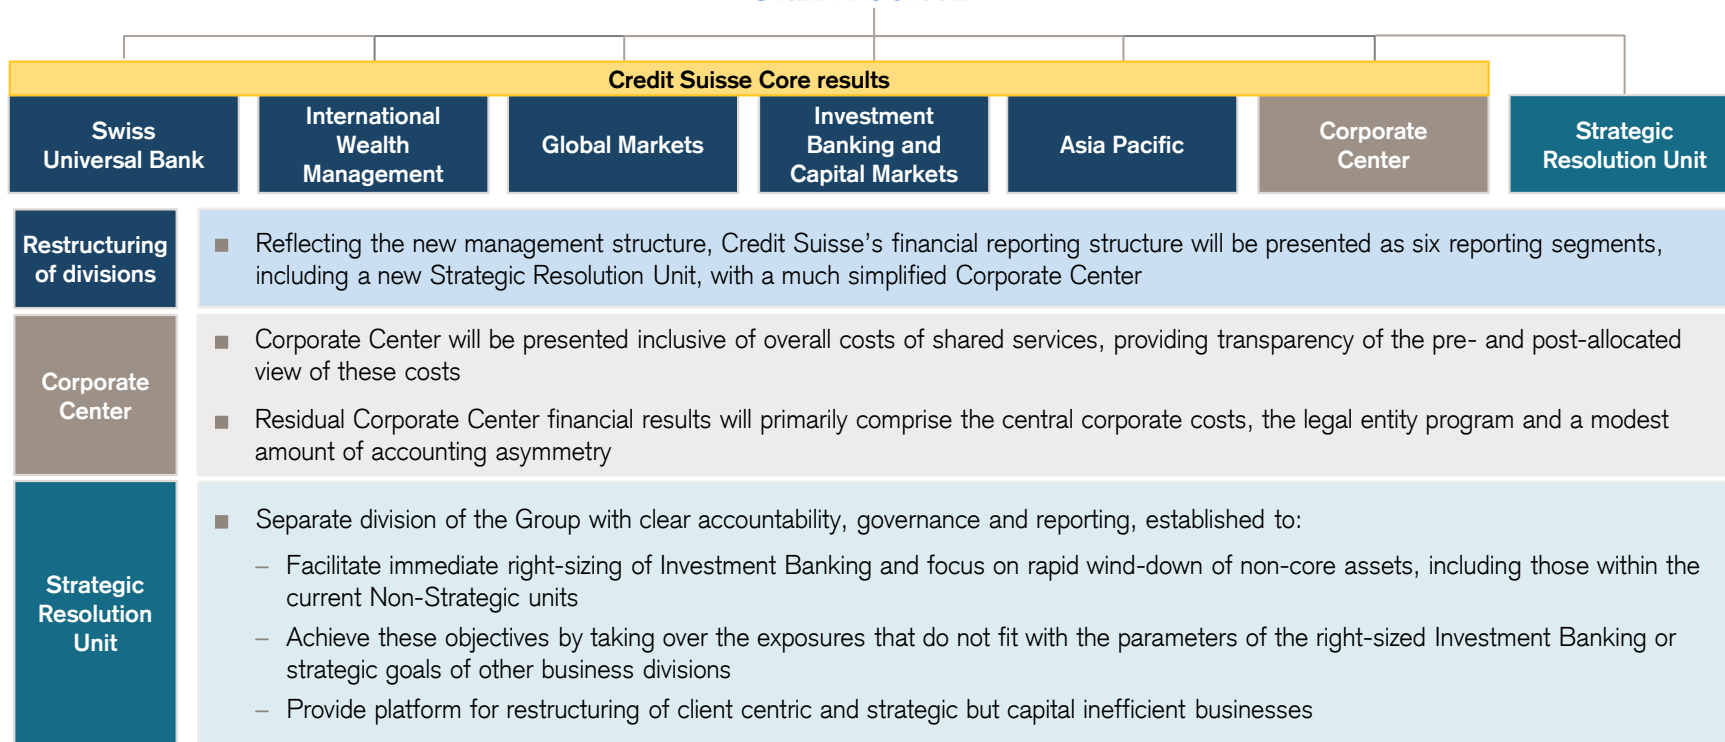 Credit Suisse Core results
Swiss
Universal Bank
International
Wealth
Management
Global Markets
Investment
Banking and
Capital Markets
Asia Pacific
Corporate
Center
Strategic
Resolution Unit
Restructuring
of divisions
■ Reflecting the new management structure, Credit Suisse’s financial reporting structure will be presented as six reporting segments,
including a new Strategic Resolution Unit, with a much simplified Corporate Center
Corporate
Center
■ Corporate Center will be presented inclusive of overall costs of shared services, providing transparency of the pre- and post-allocated
view of these costs
■ Residual Corporate Center financial results will primarily comprise the central corporate costs, the legal entity program and a modest
amount of accounting asymmetry
Strategic
Resolution
Unit
■ Separate division of the Group with clear accountability, governance and reporting, established to:
– Facilitate immediate right-sizing of Investment Banking and focus on rapid wind-down of non-core assets, including those within the
current Non-Strategic units
– Achieve these objectives by taking over the exposures that do not fit with the parameters of the right-sized Investment Banking or
strategic goals of other business divisions
– Provide platform for restructuring of client centric and strategic but capital inefficient businesses